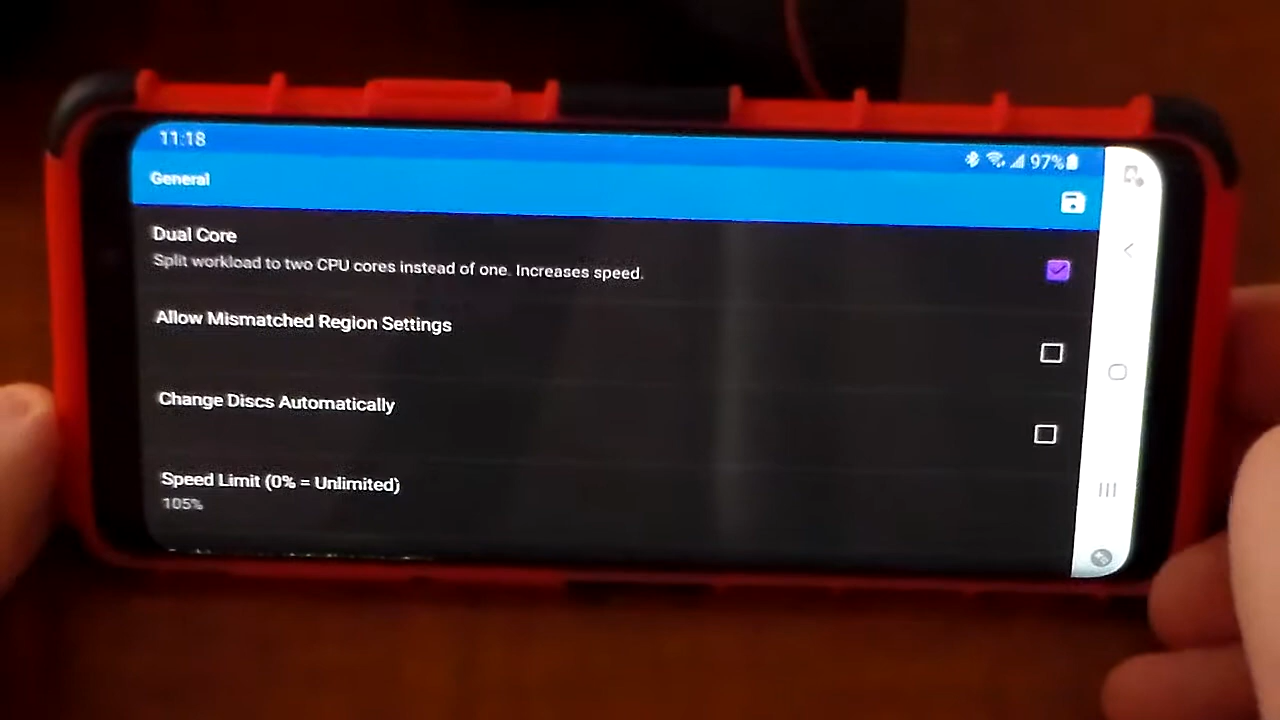 11:18
97%
General
Dual Core
Split workload to two CPU cores instead of one. Increases speed.
Allow Mismatched Region Settings
Change Discs Automatically
Speed Limit (0% = Unlimited)
105%